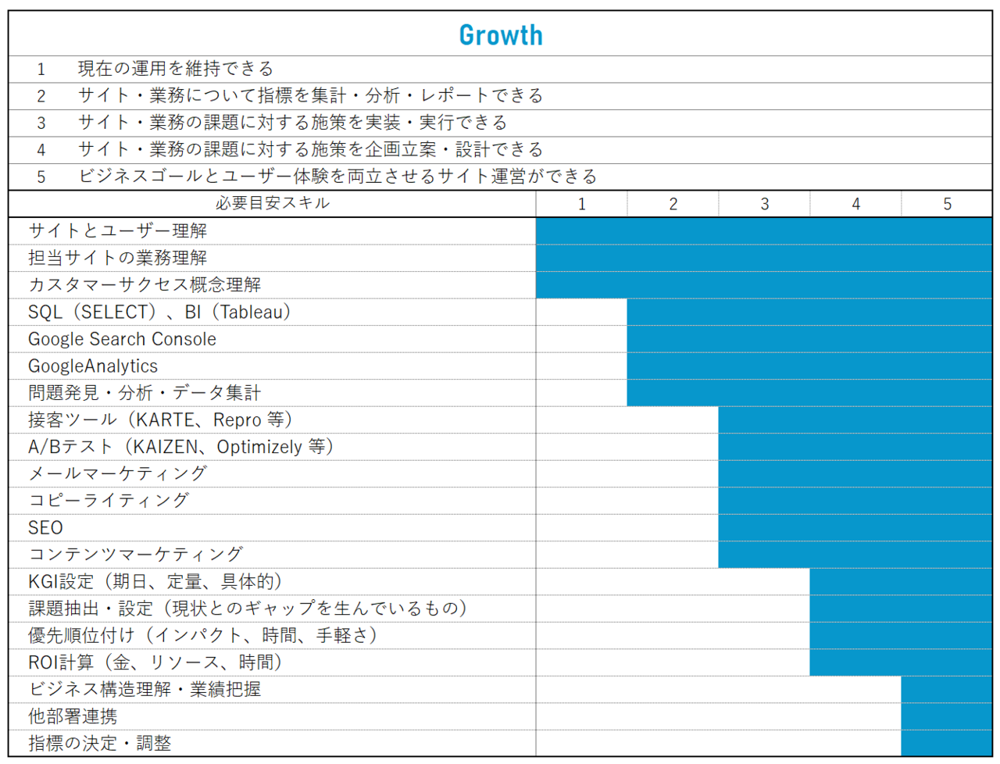 Growth
1 現在の運用を維持できる
2 サイト・業務について指標を集計・分析・レポートできる
3 サイト・業務の課題に対する施策を実装・実行できる
4 サイト・業務の課題に対する施策を企画立案・設計できる
5 ビジネスゴールとユーザー体験を両立させるサイト運営ができる
必要目安スキル 1 2 3 4 5
サイトとユーザー理解
担当サイトの業務理解
カスタマーサクセス概念理解
SQL（SELECT）、BI（Tableau）
Google Search Console
GoogleAnalytics
問題発見・分析・データ集計
接客ツール（KARTE、Repro 等）
A/Bテスト（KAIZEN、Optimizely 等）
メールマーケティング
コピーライティング
SEO
コンテンツマーケティング
KGI設定（期日、定量、具体的）
課題抽出・設定（現状とのギャップを生んでいるもの）
優先順位付け（インパクト、時間、手軽さ）
ROI計算（金、リソース、時間）
ビジネス構造理解・業績把握
他部署連携
指標の決定・調整